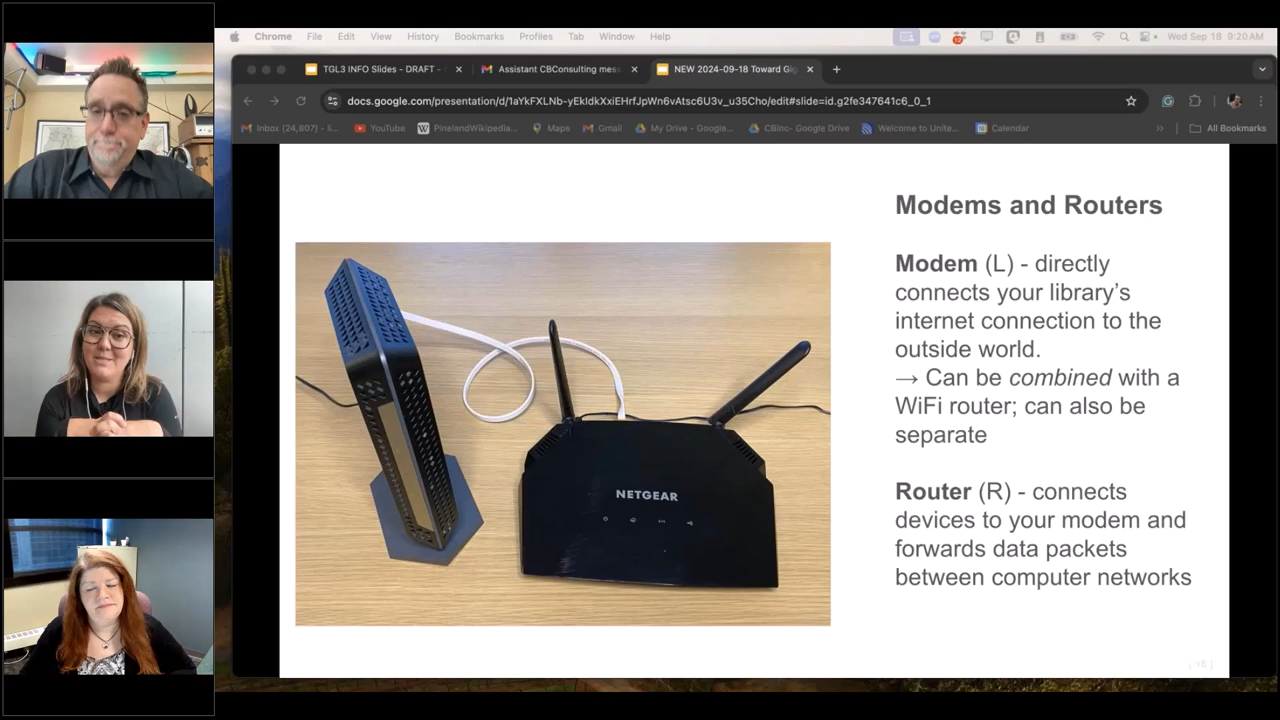 Chrome File Edit View History Bookmarks Profiles Tab Window Help Wed Sep 18 9:20 AM
TGL3 INFO Slides - DRAFT - Assistant CBConsulting mes NEW 2024-09-18 Toward Gig
docs.google.com/presentation/d/1aYkFXLNb-yEkIdkXxiEHrfJpWn6vAtsc6U3v_u35Cho/edit#slide=id.g2fe347641c6_0_1
Inbox (24,807) - li... YouTube PinelandWikipedia... Maps Gmail My Drive - Google... CBInc- Google Drive Welcome to Unite... Calendar All Bookmarks
Modems and Routers
Modem (L) - directly
connects your library’s
internet connection to the
outside world.
→ Can be combined with a
WiFi router; can also be
separate
Router (R) - connects
devices to your modem and
forwards data packets
between computer networks
NETGEAR